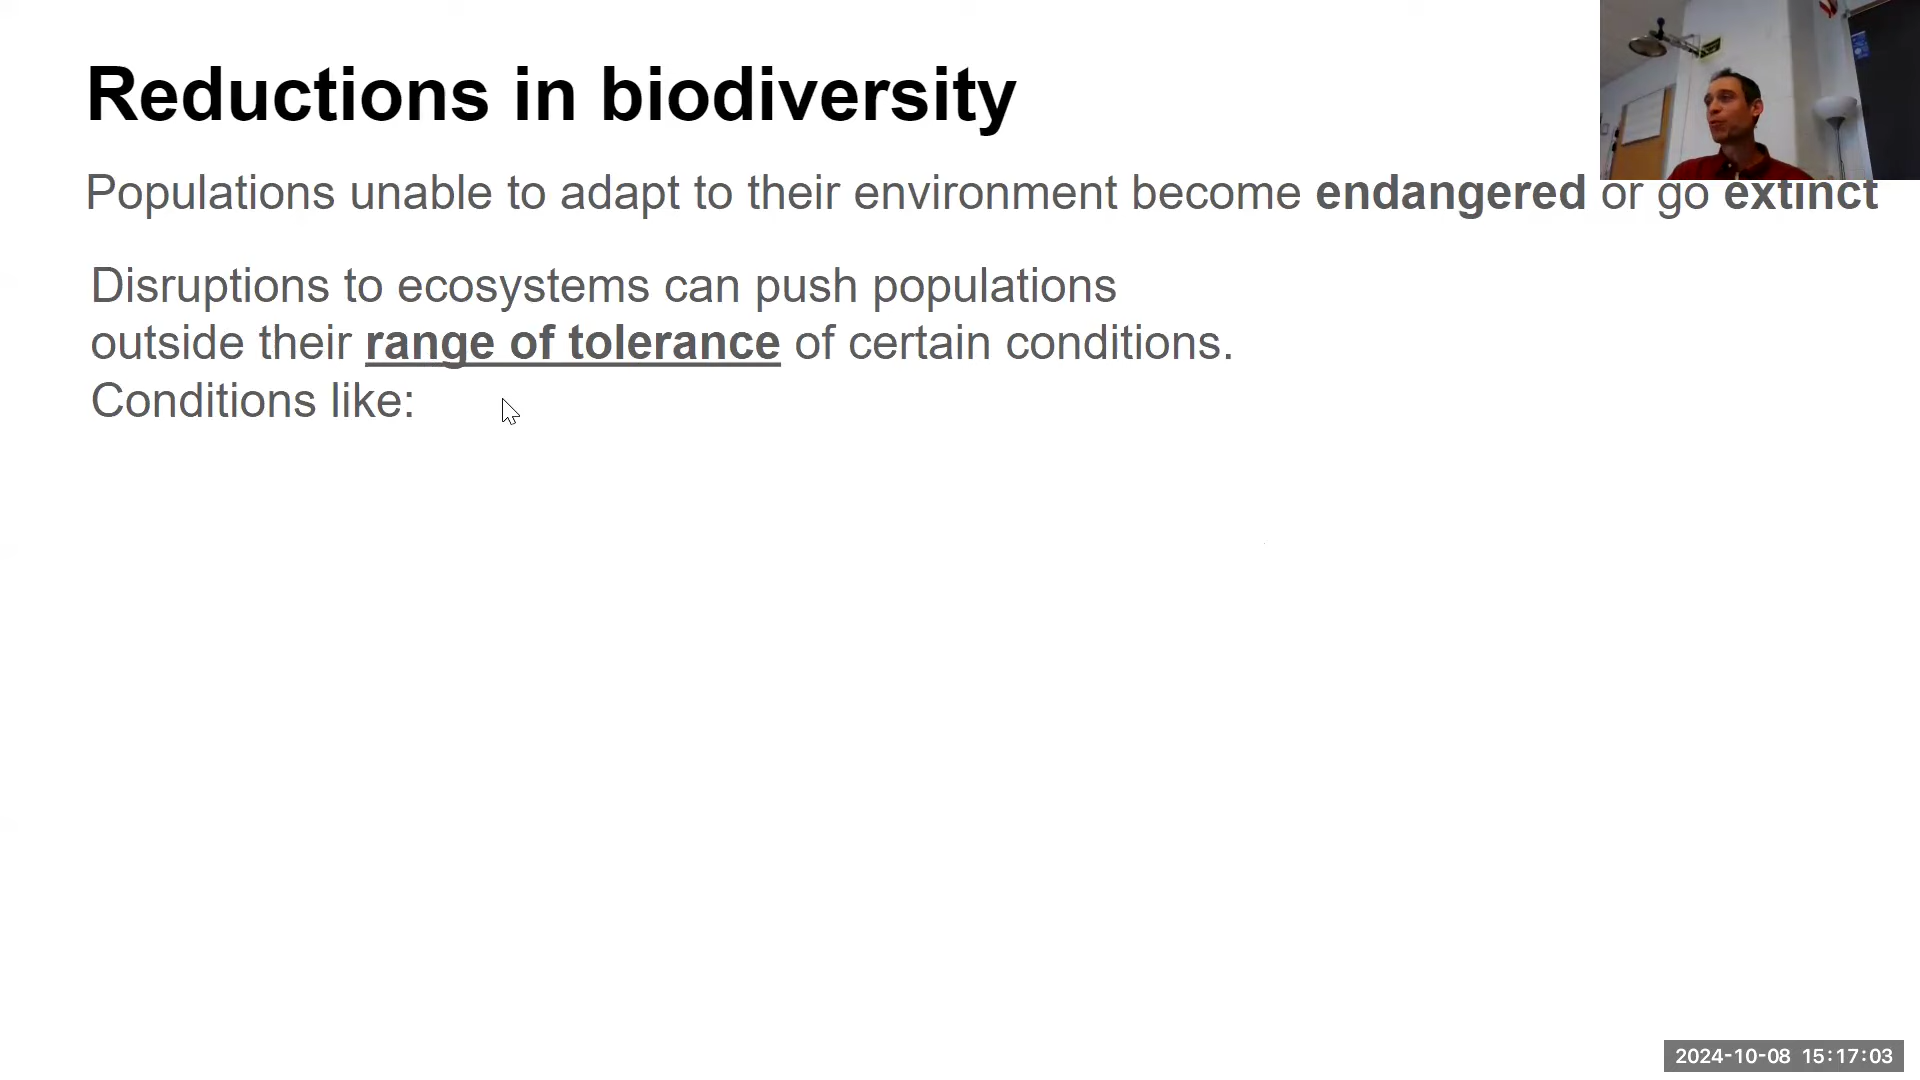 Reductions in biodiversity
Populations unable to adapt to their environment become endangered or go extinct
Disruptions to ecosystems can push populations
outside their range of tolerance of certain conditions.
Conditions like:
2024-10-08 15:17:03